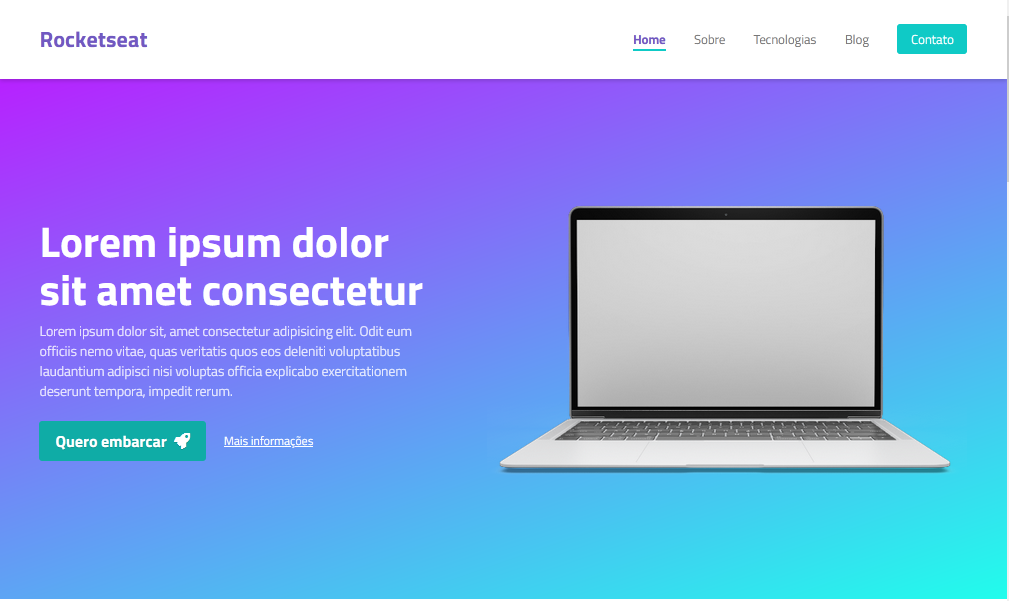 Rocketseat
Home
Sobre
Tecnologias
Blog
Contato
Lorem ipsum dolor
sit amet consectetur
Lorem ipsum dolor sit, amet consectetur adipisicing elit. Odit eum
officiis nemo vitae, quas veritatis quos eos deleniti voluptatibus
laudantium adipisci nisi voluptas officia explicabo exercitationem
deserunt tempora, impedit rerum.
Quero embarcar
Mais informações